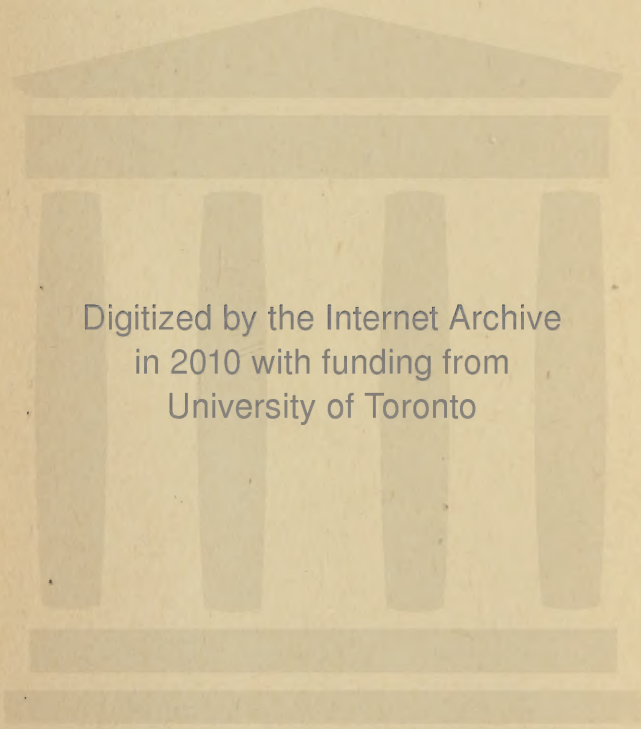 Digitized by the Internet Archive
in 2010 with funding from
University of Toronto